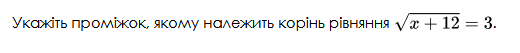 Укажіть проміжок, якому належить корінь рівняння √(x + 12) = 3.